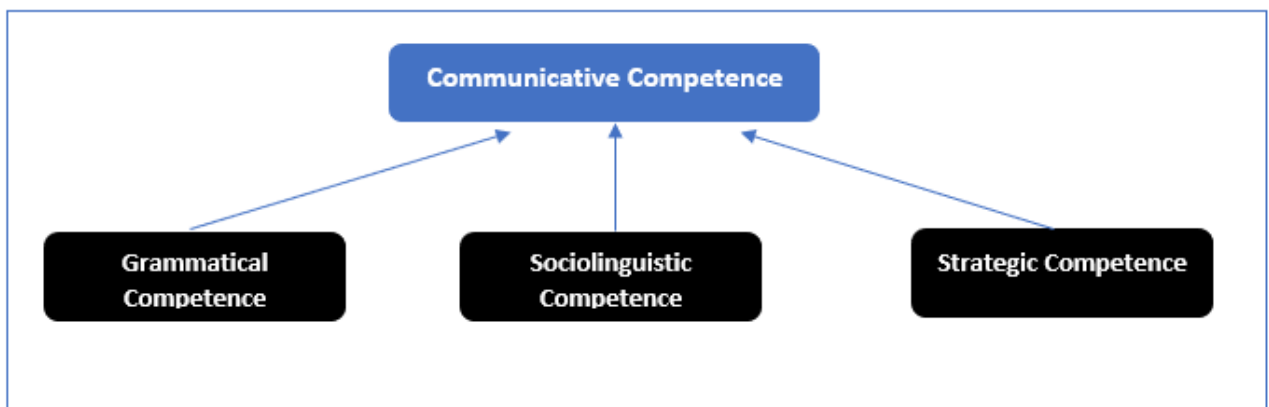 Communicative Competence
Grammatical
Competence
Sociolinguistic
Competence
Strategic Competence